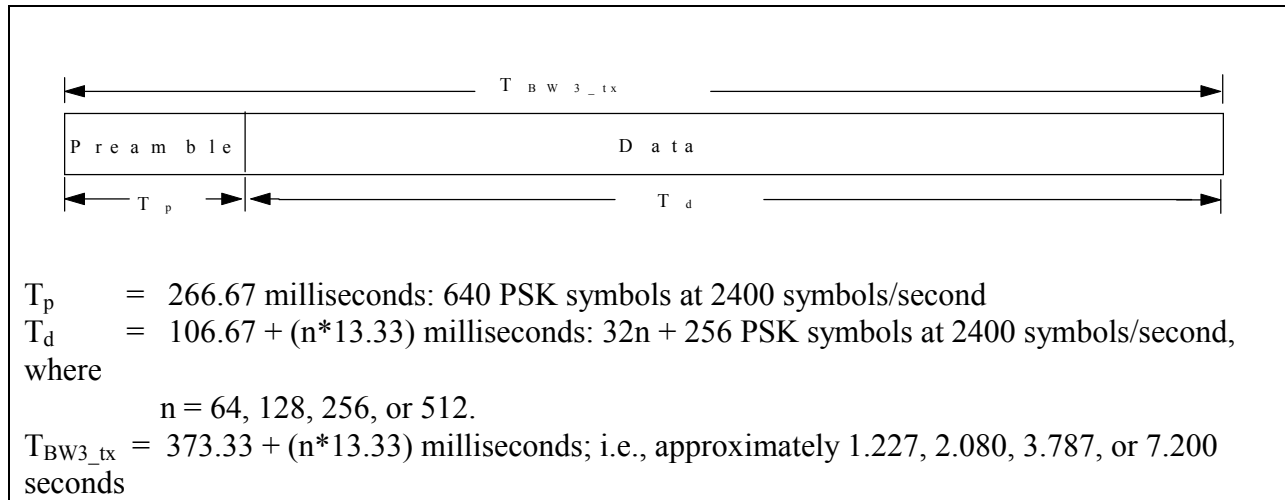 T BW3_tx
Preamble Data
T p T d
Tp = 266.67 milliseconds: 640 PSK symbols at 2400 symbols/second
Td = 106.67 + (n*13.33) milliseconds: 32n + 256 PSK symbols at 2400 symbols/second,
where
n = 64, 128, 256, or 512.
TBW3_tx = 373.33 + (n*13.33) milliseconds; i.e., approximately 1.227, 2.080, 3.787, or 7.200
seconds